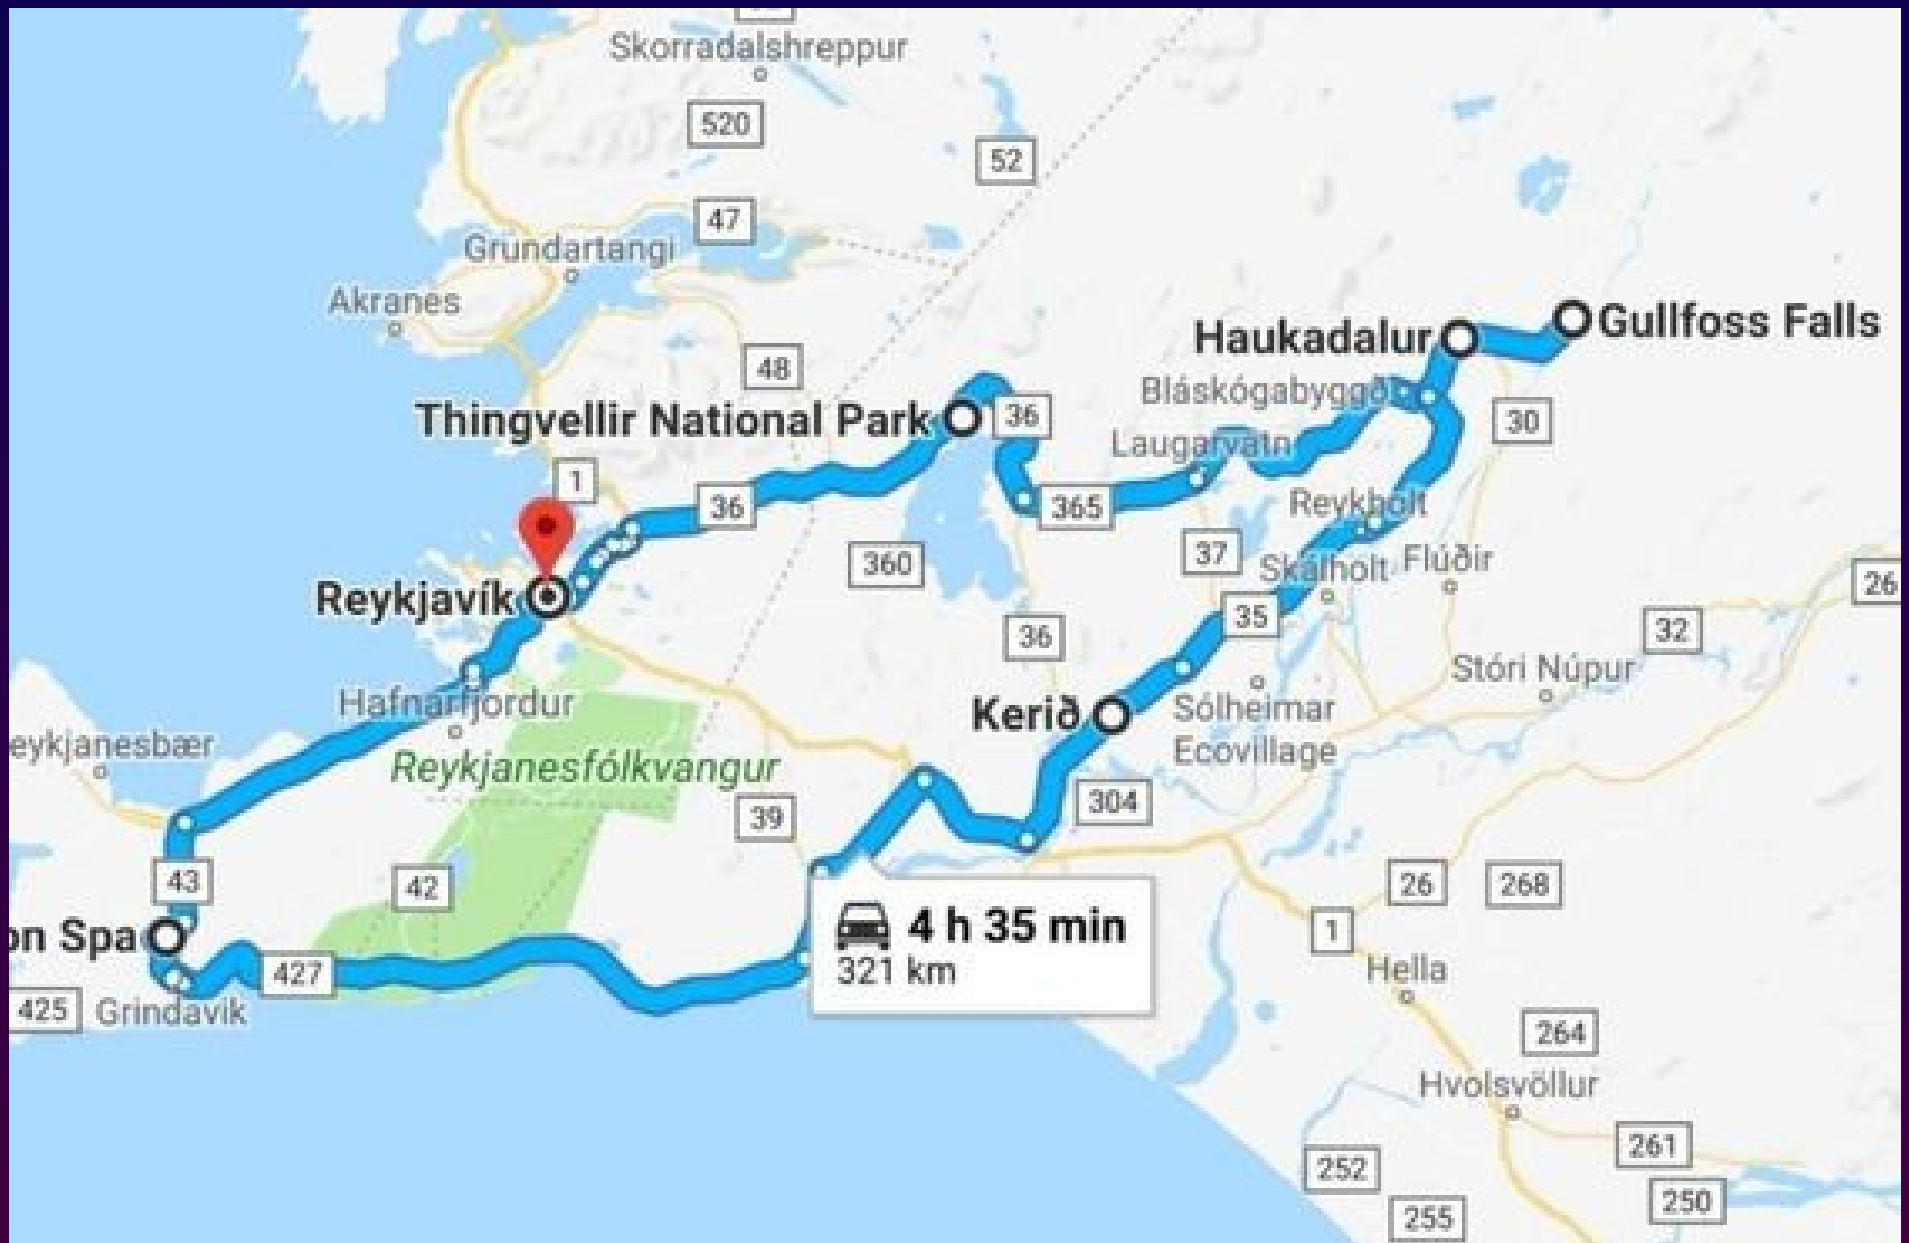 Skorradalshreppur
520
52
47
Grundartangi
Akranes
48
Haukadalur
Gullfoss Falls
Bláskógabyggð
Thingvellir National Park
36
30
Laugarvatn
1
36
365
Reykholt
360
37
Skálholt
Flúðir
26
Reykjavík
35
32
36
Stóri Núpur
Hafnarfjordur
Kerið
Sólheimar
Ecovillage
eykjanesbær
Reykjanesfólkvangur
39
304
43
42
26
268
4 h 35 min
321 km
on Spa
1
427
Hella
425
Grindavik
264
Hvolsvöllur
261
252
250
255